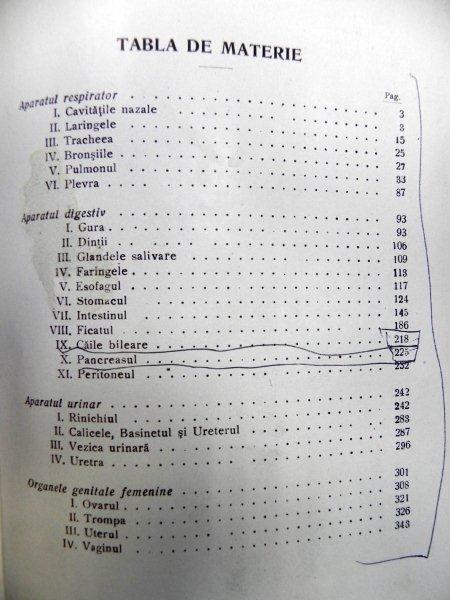 TABLA DE MATERIE
Pag.
Aparatul respirator 3
I. Cavitățile nazale 3
II. Laringele 15
III. Tracheea 25
IV. Bronșiile 27
V. Pulmonul 33
VI. Plevra 87
Aparatul digestiv 93
I. Gura 93
II. Dinții 106
III. Glandele salivare 109
IV. Faringele 113
V. Esofagul 117
VI. Stomacul 124
VII. Intestinul 145
VIII. Ficatul 186
IX. Căile bileare 218
X. Pancreasul 225
XI. Peritoneul 232
Aparatul urinar 242
I. Rinichiul 242
II. Calicele, Basinetul și Ureterul 283
III. Vezica urinară 287
IV. Uretra 296
Organele genitale femenine 301
I. Ovarul 308
II. Trompa 321
III. Uterul 326
IV. Vaginul 343